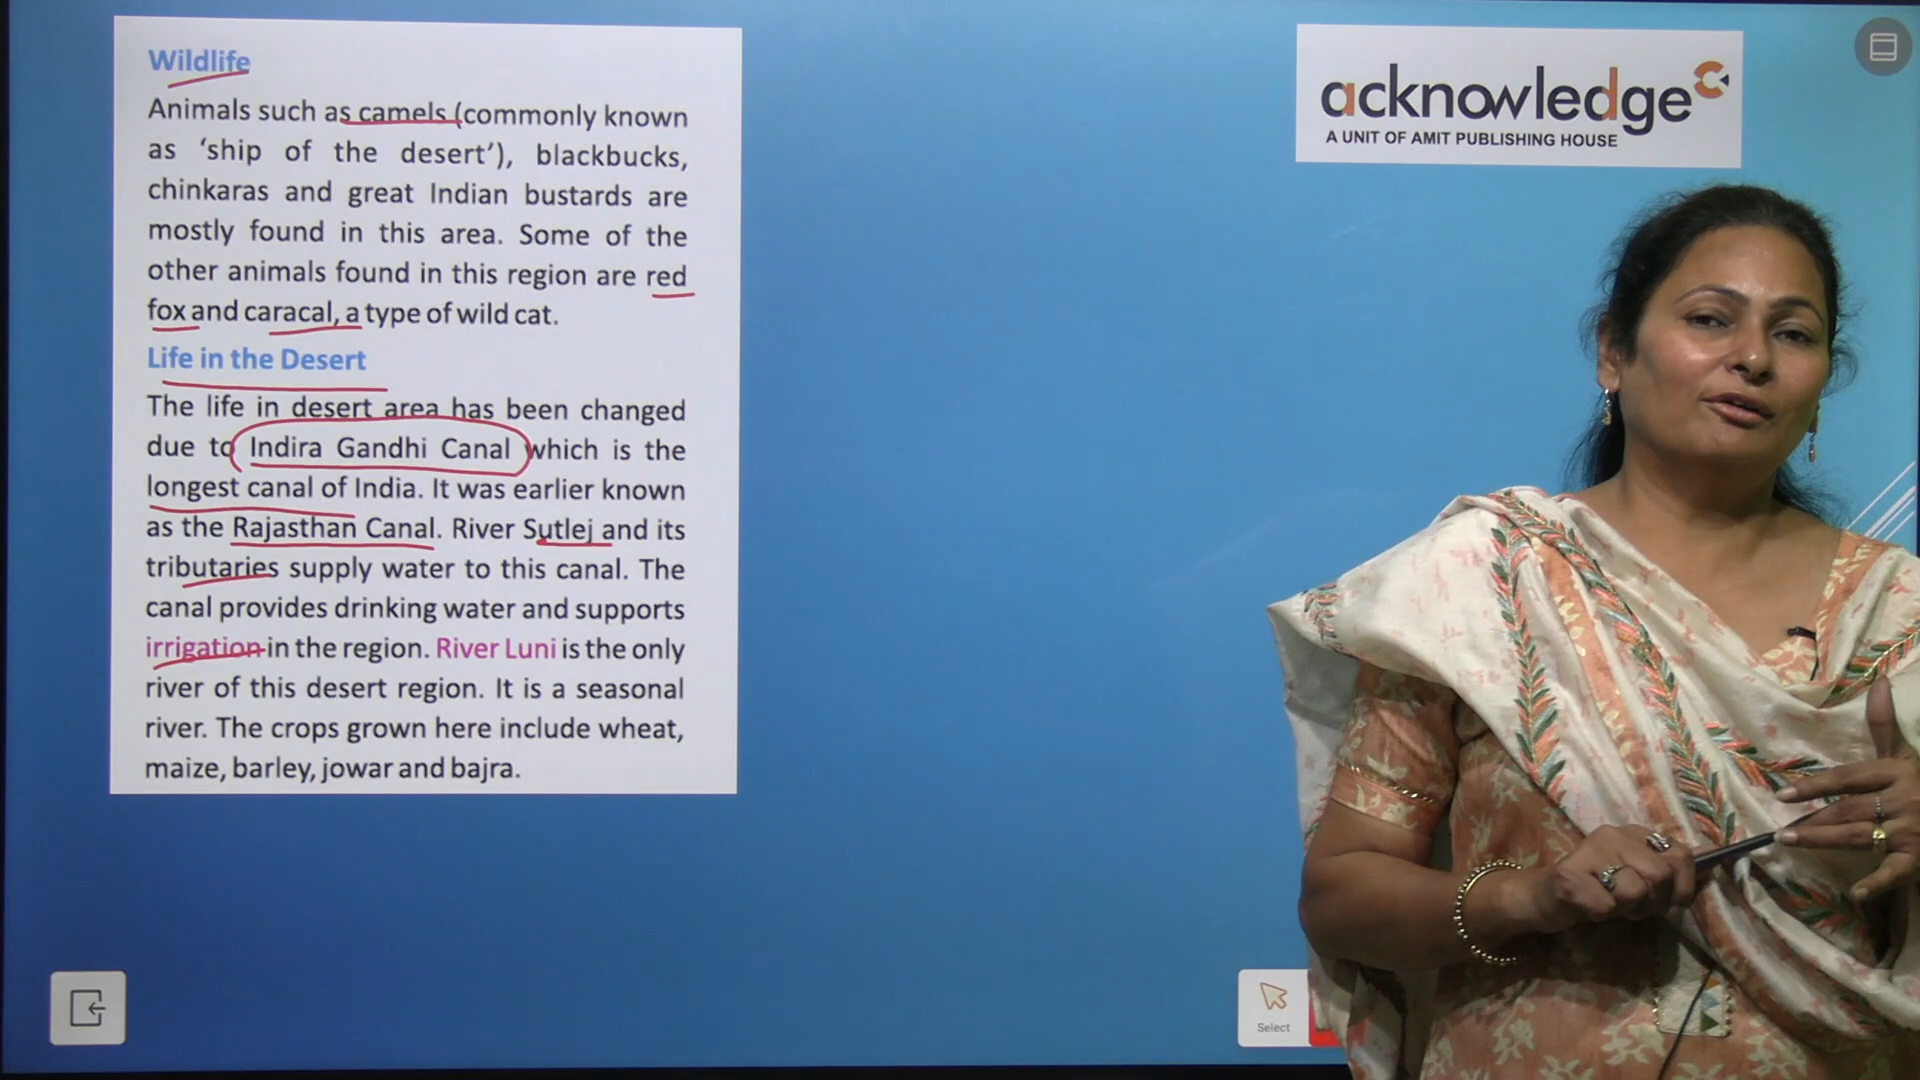 Wildlife
Animals such as camels (commonly known
as ‘ship of the desert’), blackbucks,
chinkaras and great Indian bustards are
mostly found in this area. Some of the
other animals found in this region are red
fox and caracal, a type of wild cat.
Life in the Desert
The life in desert area has been changed
due to Indira Gandhi Canal which is the
longest canal of India. It was earlier known
as the Rajasthan Canal. River Sutlej and its
tributaries supply water to this canal. The
canal provides drinking water and supports
irrigation in the region. River Luni is the only
river of this desert region. It is a seasonal
river. The crops grown here include wheat,
maize, barley, jowar and bajra.
acknowledge
A UNIT OF AMIT PUBLISHING HOUSE
Select